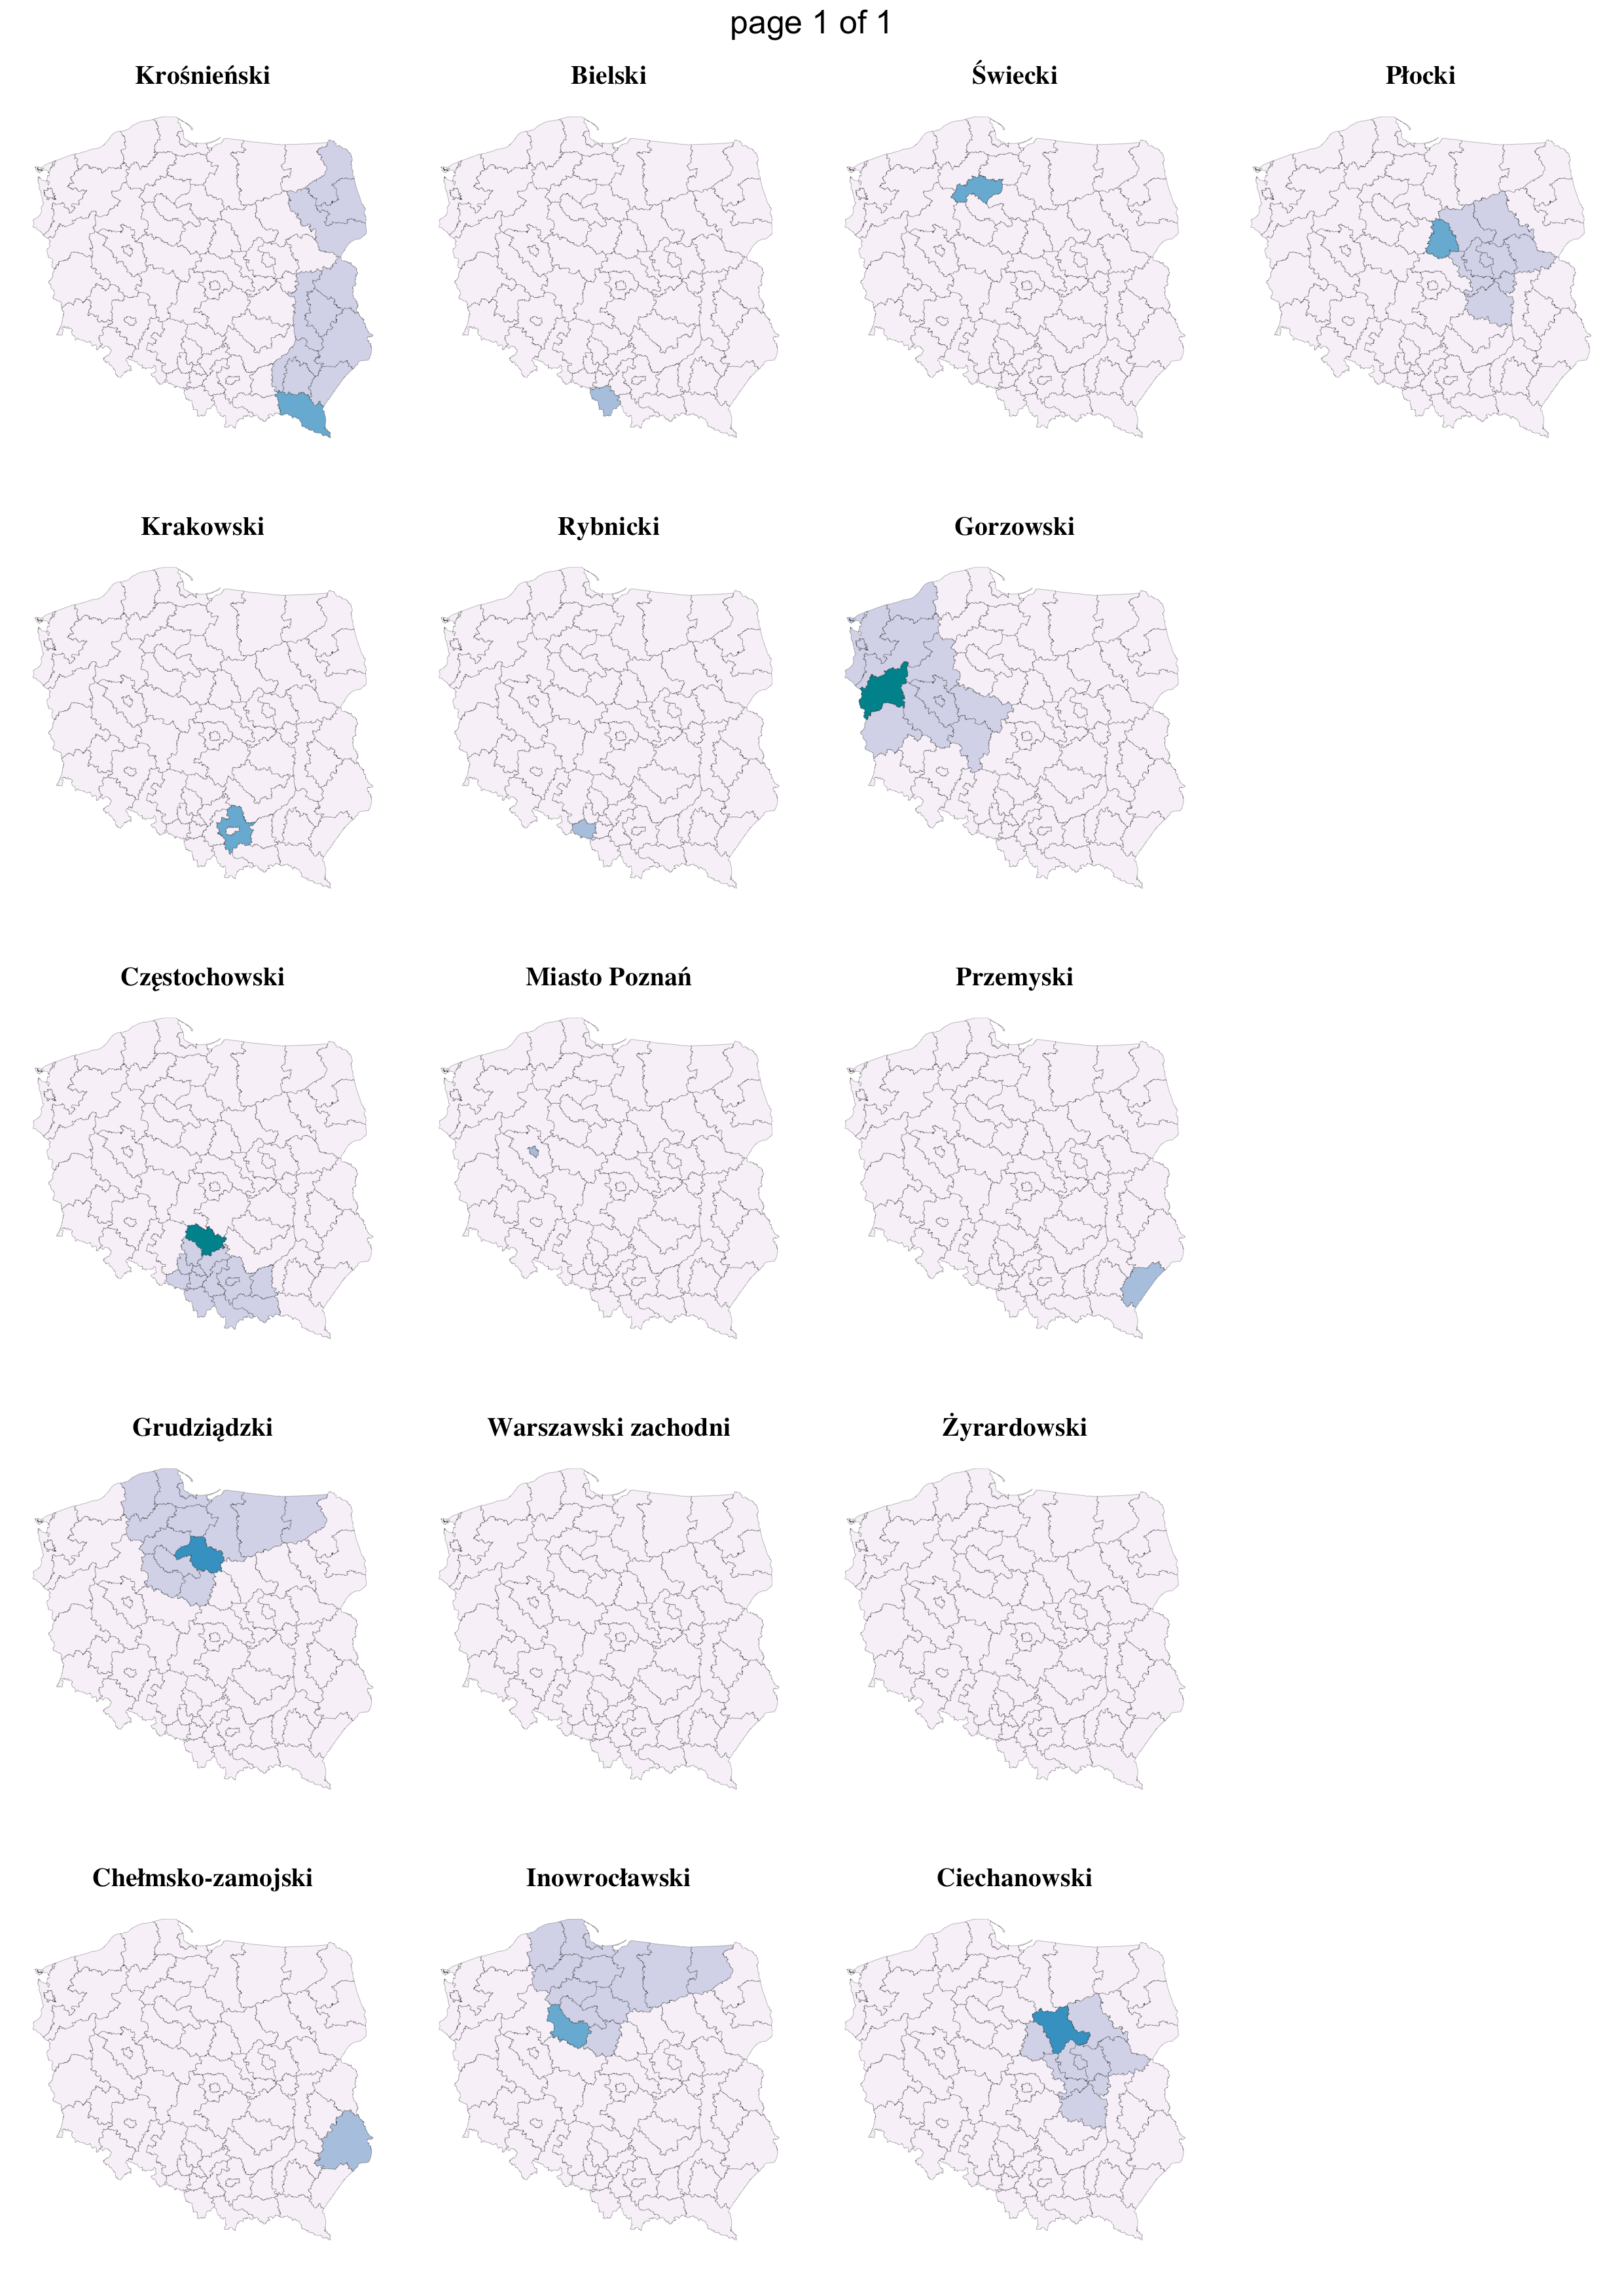 page 1 of 1
Krośnieński
Bielski
Świecki
Płocki
Krakowski
Rybnicki
Gorzowski
Częstochowski
Miasto Poznań
Przemyski
Grudziądzki
Warszawski zachodni
Żyrardowski
Chełmsko-zamojski
Inowrocławski
Ciechanowski